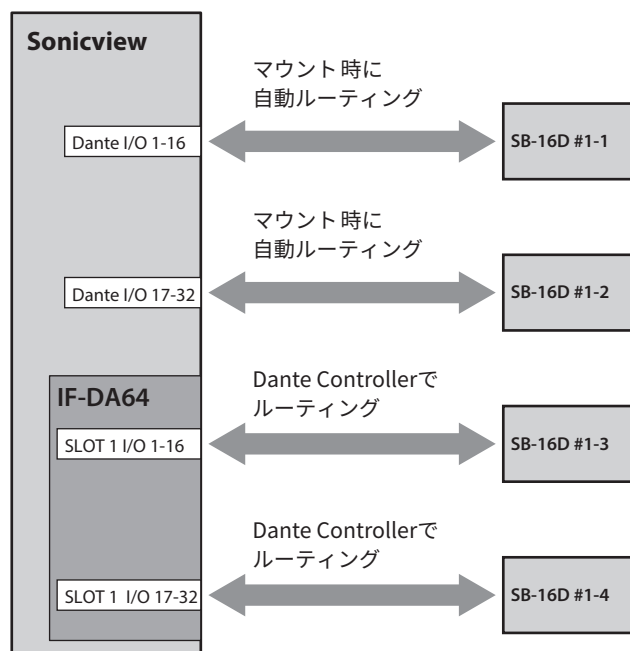 Sonicview
マウント時に
自動ルーティング
Dante I/O 1-16
SB-16D #1-1
マウント時に
自動ルーティング
Dante I/O 17-32
SB-16D #1-2
Dante Controllerで
ルーティング
IF-DA64
SLOT 1 I/O 1-16
SB-16D #1-3
Dante Controllerで
ルーティング
SLOT 1 I/O 17-32
SB-16D #1-4